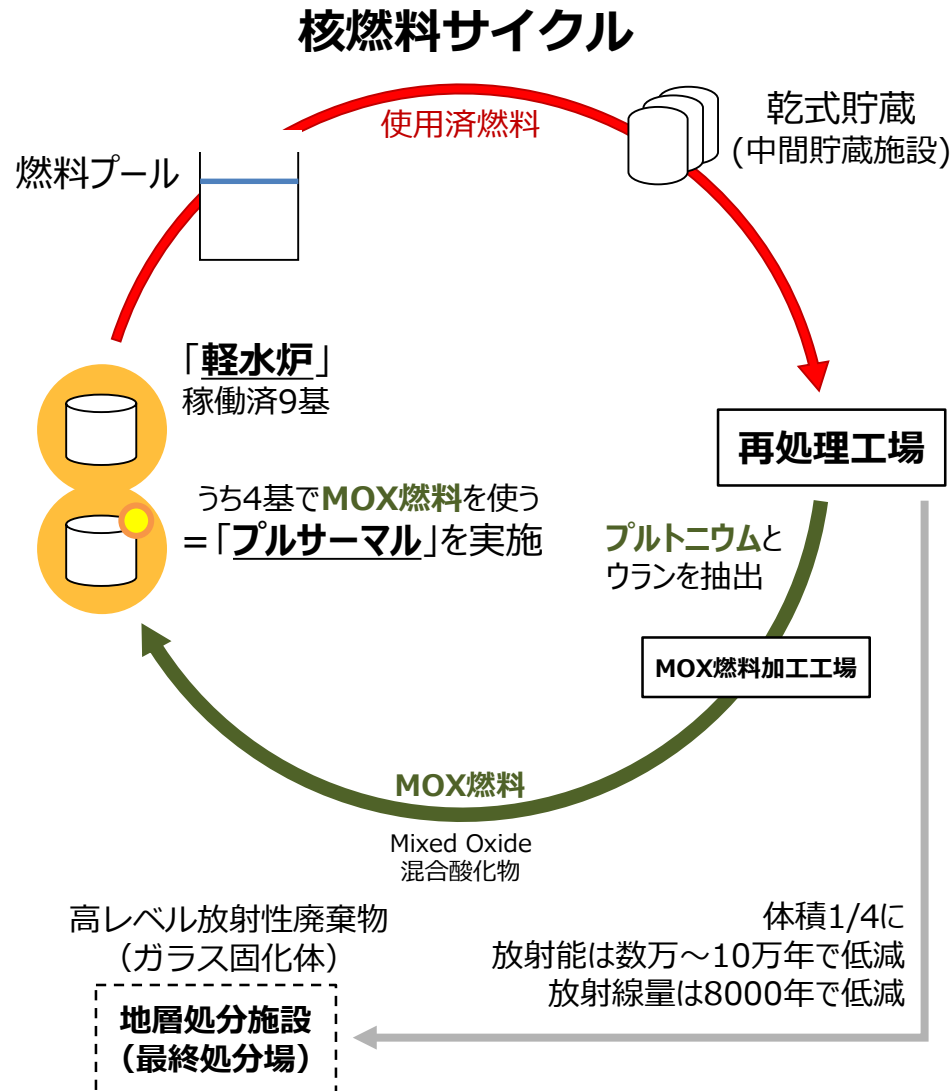 核燃料サイクル
使用済燃料
乾式貯蔵
(中間貯蔵施設)
燃料プール
「軽水炉」
稼働済9基
うち4基でMOX燃料を使う
=「プルサーマル」を実施
再処理工場
プルトニウムと
ウランを抽出
MOX燃料加工工場
MOX燃料
Mixed Oxide
混合酸化物
高レベル放射性廃棄物
（ガラス固化体）
地層処分施設
（最終処分場）
体積1/4に
放射能は数万～10万年で低減
放射線量は8000年で低減